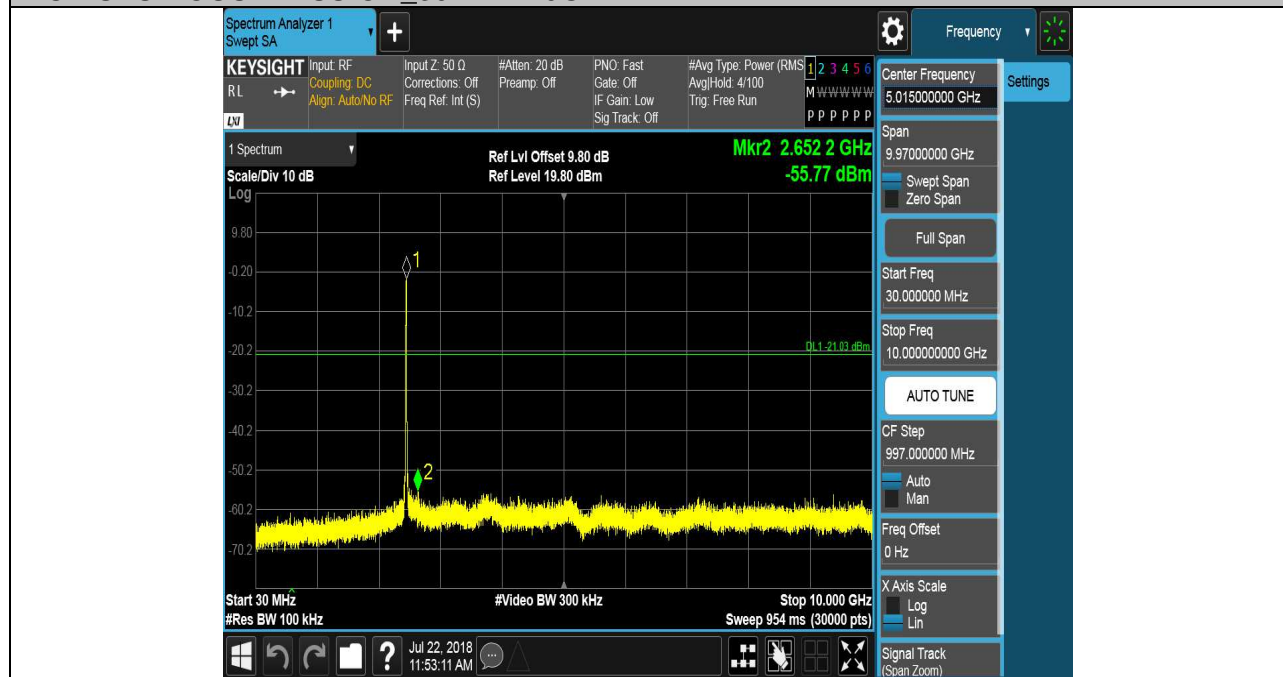 Spectrum Analyzer 1
Swept SA
+
Frequency
KEYSIGHT
RL
LXI
Input: RF
Coupling: DC
Align: Auto/No RF
Input Z: 50 Ω
Corrections: Off
Freq Ref: Int (S)
#Atten: 20 dB
Preamp: Off
PNO: Fast
Gate: Off
IF Gain: Low
Sig Track: Off
#Avg Type: Power (RMS
Avg|Hold: 4/100
Trig: Free Run
1 2 3 4 5 6
M W W W W W
P P P P P P
1 Spectrum
Scale/Div 10 dB
Ref Lvl Offset 9.80 dB
Ref Level 19.80 dBm
Mkr2 2.652 2 GHz
-55.77 dBm
Log
9.80
-0.20
-10.2
-20.2
-30.2
-40.2
-50.2
-60.2
-70.2
1
2
DL1 -21.03 dBm
Start 30 MHz
#Res BW 100 kHz
#Video BW 300 kHz
Stop 10.000 GHz
Sweep 954 ms (30000 pts)
Center Frequency
5.015000000 GHz
Span
9.97000000 GHz
Swept Span
Zero Span
Full Span
Start Freq
30.000000 MHz
Stop Freq
10.000000000 GHz
AUTO TUNE
CF Step
997.000000 MHz
Auto
Man
Freq Offset
0 Hz
X Axis Scale
Log
Lin
Signal Track
(Span Zoom)
Settings
?
Jul 22, 2018
11:53:11 AM